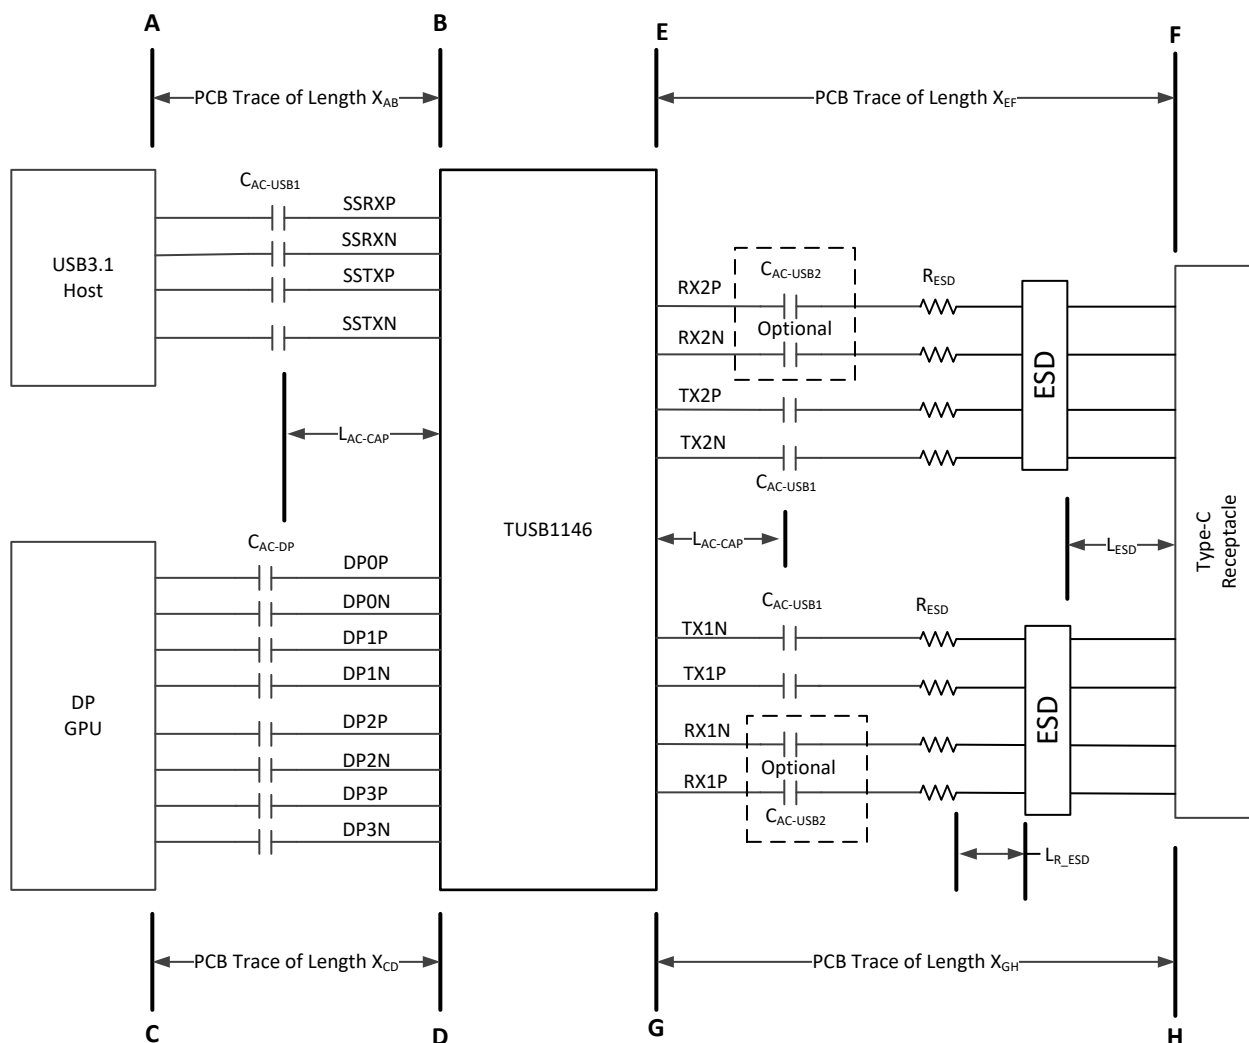 A
B
E
F
PCB Trace of Length XAB
PCB Trace of Length XEF
CAC-USB1
SSRXP
SSRXN
SSTXP
SSTXN
USB3.1
Host
CAC-USB2
Optional
RX2P
RX2N
TX2P
TX2N
CAC-USB1
RESD
ESD
LAC-CAP
TUSB1146
LAC-CAP
LESD
Type-C
Receptacle
CAC-DP
DP0P
DP0N
DP1P
DP1N
DP2P
DP2N
DP3P
DP3N
DP
GPU
CAC-USB1
RESD
TX1N
TX1P
RX1N
Optional
RX1P
CAC-USB2
ESD
LR_ESD
PCB Trace of Length XCD
PCB Trace of Length XGH
C
D
G
H